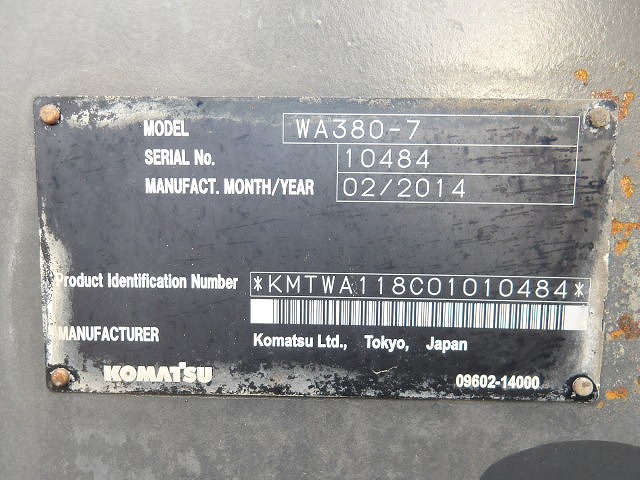 MODEL WA380-7
SERIAL No. 10484
MANUFACT. MONTH/YEAR 02/2014
Product Identification Number *KMTWA118C01010484*
MANUFACTURER Komatsu Ltd., Tokyo, Japan
KOMATSU 09602-14000